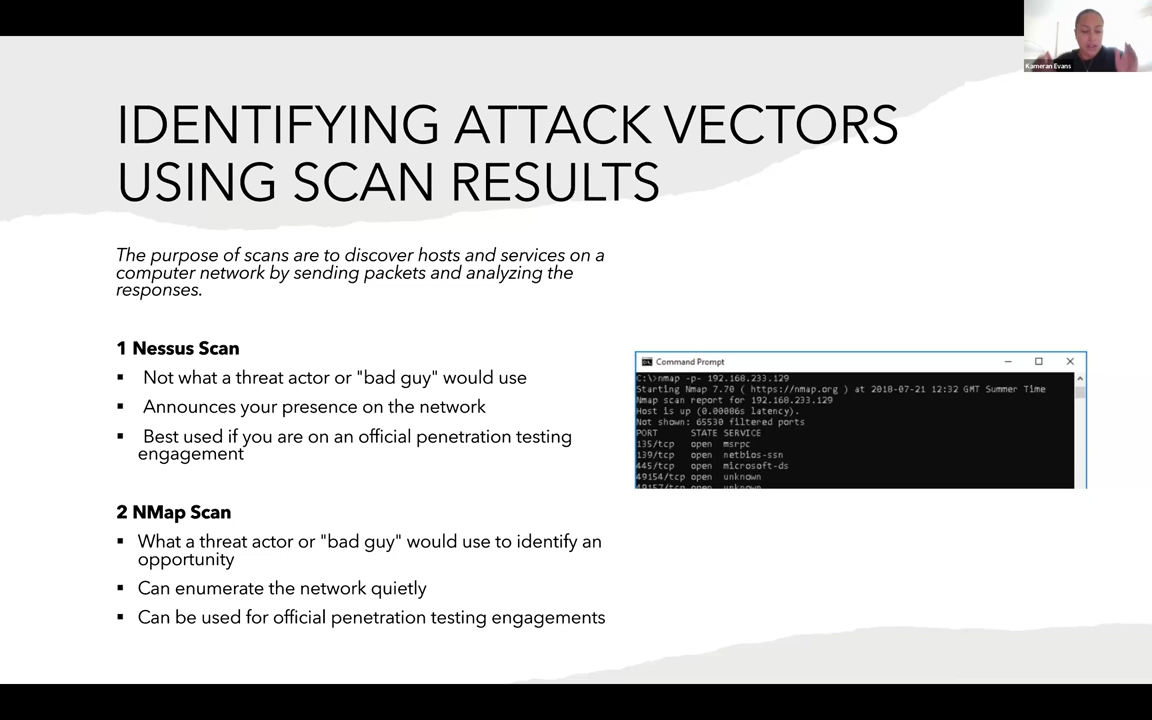 Kameran Evans
IDENTIFYING ATTACK VECTORS
USING SCAN RESULTS
The purpose of scans are to discover hosts and services on a
computer network by sending packets and analyzing the
responses.
1 Nessus Scan
▪ Not what a threat actor or "bad guy" would use
▪ Announces your presence on the network
▪ Best used if you are on an official penetration testing
engagement
2 NMap Scan
▪ What a threat actor or "bad guy" would use to identify an
opportunity
▪ Can enumerate the network quietly
▪ Can be used for official penetration testing engagements
Command Prompt
C:\>nmap -p- 192.168.233.129
Starting Nmap 7.70 ( https://nmap.org ) at 2018-07-21 12:32 GMT Summer Time
Nmap scan report for 192.168.233.129
Host is up (0.00086s latency).
Not shown: 65530 filtered ports
PORT STATE SERVICE
135/tcp open msrpc
139/tcp open netbios-ssn
445/tcp open microsoft-ds
49154/tcp open unknown
49157/tcp open unknown